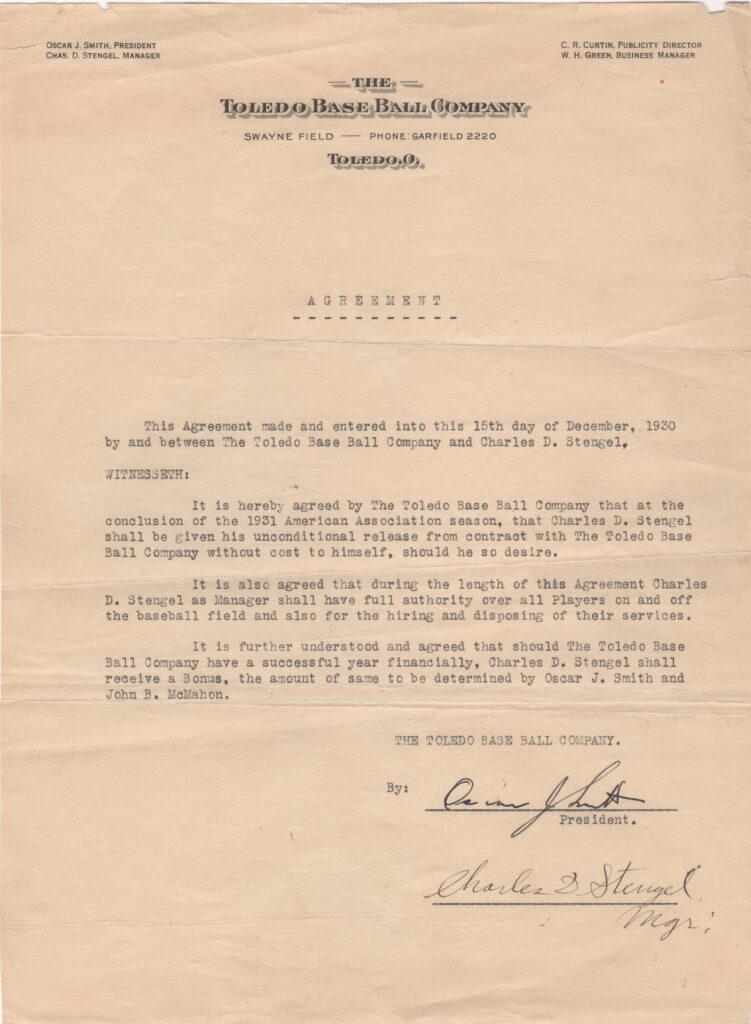 OSCAR J. SMITH, PRESIDENT
CHAS. D. STENGEL, MANAGER
C. R. CURTIN, PUBLICITY DIRECTOR
W. H. GREEN, BUSINESS MANAGER
THE
TOLEDO BASE BALL COMPANY
SWAYNE FIELD — PHONE: GARFIELD 2220
TOLEDO, O.
A G R E E M E N T
- - - - - - - - - - -
This Agreement made and entered into this 15th day of December, 1930
by and between The Toledo Base Ball Company and Charles D. Stengel,
WITNESSETH:
It is hereby agreed by The Toledo Base Ball Company that at the
conclusion of the 1931 American Association season, that Charles D. Stengel
shall be given his unconditional release from contract with The Toledo Base
Ball Company without cost to himself, should he so desire.
It is also agreed that during the length of this Agreement Charles
D. Stengel as Manager shall have full authority over all Players on and off
the baseball field and also for the hiring and disposing of their services.
It is further understood and agreed that should The Toledo Base
Ball Company have a successful year financially, Charles D. Stengel shall
receive a Bonus, the amount of same to be determined by Oscar J. Smith and
John B. McMahon.
THE TOLEDO BASE BALL COMPANY.
By: Oscar J Smith
President.
Charles D Stengel
Mgr.